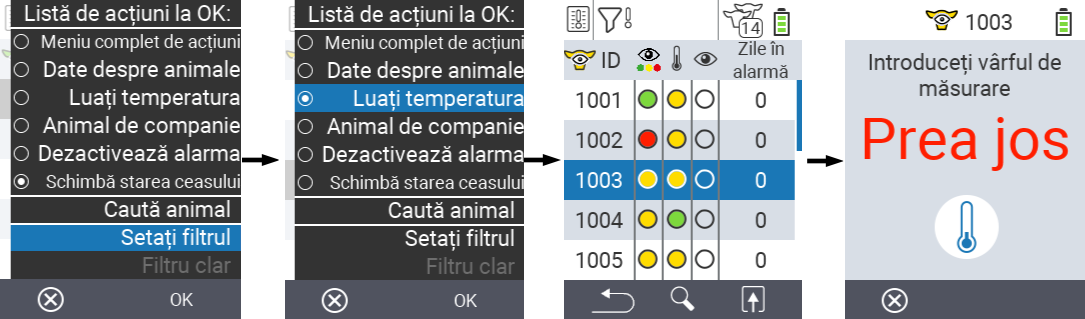 Listă de acțiuni la OK:
Meniu complet de acțiuni
Date despre animale
Luați temperatura
Animal de companie
Dezactivează alarma
Schimbă starea ceasului
Caută animal
Setați filtrul
Filtru clar
OK
Listă de acțiuni la OK:
Meniu complet de acțiuni
Date despre animale
Luați temperatura
Animal de companie
Dezactivează alarma
Schimbă starea ceasului
Caută animal
Setați filtrul
Filtru clar
OK
14
ID
Zile în
alarmă
1001 0
1002 0
1003 0
1004 0
1005 0
1003
Introduceți vârful de
măsurare
Prea jos